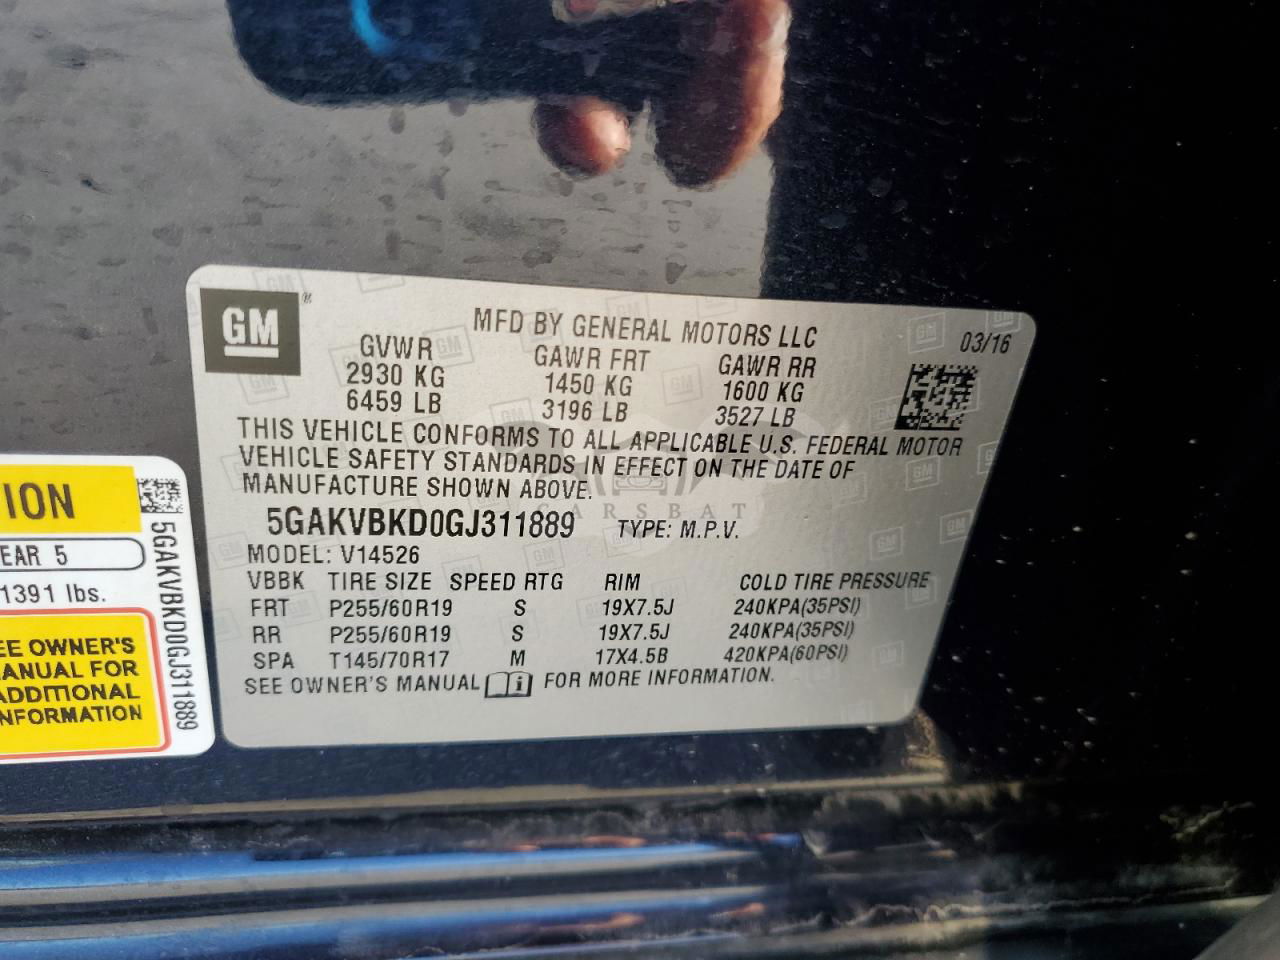 GM
MFD BY GENERAL MOTORS LLC
03/16
GVWR GAWR FRT GAWR RR
2930 KG 1450 KG 1600 KG
6459 LB 3196 LB 3527 LB
THIS VEHICLE CONFORMS TO ALL APPLICABLE U.S. FEDERAL MOTOR
VEHICLE SAFETY STANDARDS IN EFFECT ON THE DATE OF
MANUFACTURE SHOWN ABOVE.
CARSBAT
5GAKVBKD0GJ311889 TYPE: M.P.V.
MODEL: V14526
VBBK TIRE SIZE SPEED RTG RIM COLD TIRE PRESSURE
FRT P255/60R19 S 19X7.5J 240KPA(35PSI)
RR P255/60R19 S 19X7.5J 240KPA(35PSI)
SPA T145/70R17 M 17X4.5B 420KPA(60PSI)
SEE OWNER'S MANUAL i FOR MORE INFORMATION.
ION
EAR 5
1391 lbs.
EE OWNER'S
ANUAL FOR
ADDITIONAL
NFORMATION
5GAKVBKD0GJ311889